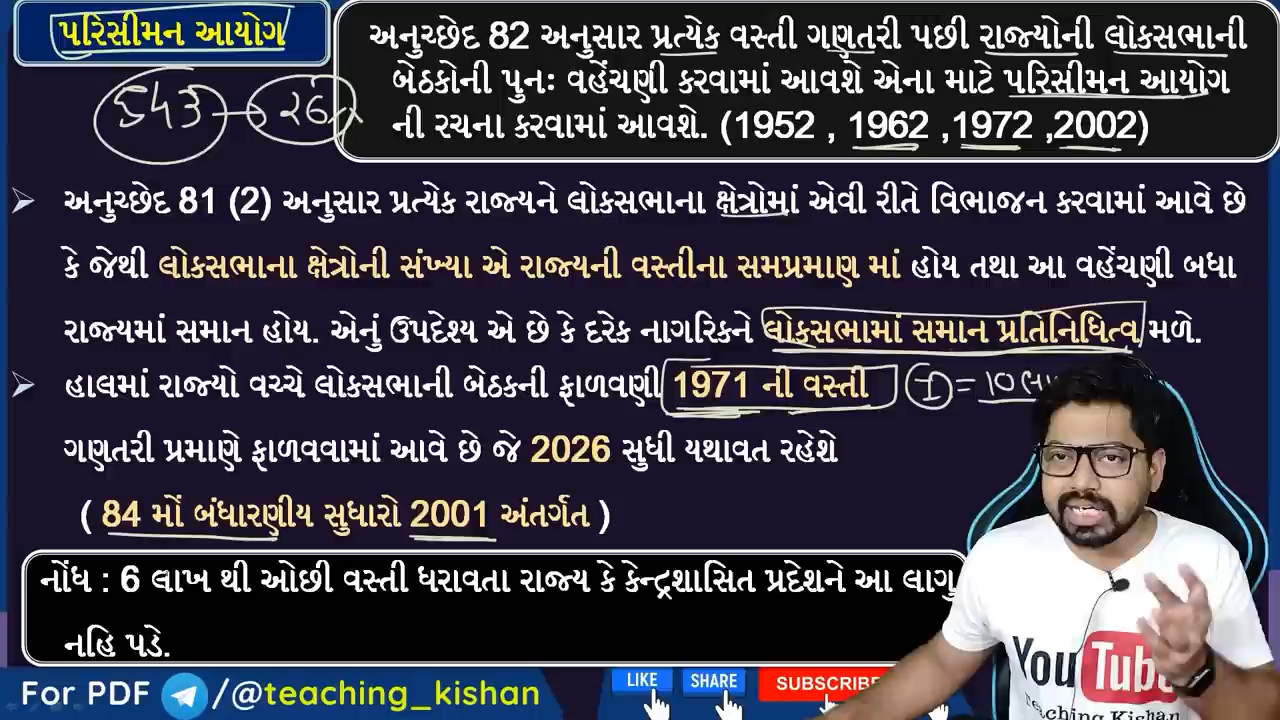 પરિસીમન આયોગ
543 26
અનુચ્છેદ 82 અનુસાર પ્રત્યેક વસ્તી ગણતરી પછી રાજ્યોની લોકસભાની
બેઠકોની પુનઃ વહેંચણી કરવામાં આવશે એના માટે પરિસીમન આયોગ
ની રચના કરવામાં આવશે. (1952 , 1962 ,1972 ,2002)
➢ અનુચ્છેદ 81 (2) અનુસાર પ્રત્યેક રાજ્યને લોકસભાના ક્ષેત્રોમાં એવી રીતે વિભાજન કરવામાં આવે છે
કે જેથી લોકસભાના ક્ષેત્રોની સંખ્યા એ રાજ્યની વસ્તીના સમપ્રમાણ માં હોય તથા આ વહેંચણી બધા
રાજ્યમાં સમાન હોય. એનું ઉપદેશ્ય એ છે કે દરેક નાગરિકને લોકસભામાં સમાન પ્રતિનિધિત્વ મળે.
➢ હાલમાં રાજ્યો વચ્ચે લોકસભાની બેઠકની ફાળવણી 1971 ની વસ્તી
ગણતરી પ્રમાણે ફાળવવામાં આવે છે જે 2026 સુધી યથાવત રહેશે
( 84 મોં બંધારણીય સુધારો 2001 અંતર્ગત )
નોંધ : 6 લાખ થી ઓછી વસ્તી ધરાવતા રાજ્ય કે કેન્દ્રશાસિત પ્રદેશને આ લાગુ
નહિ પડે.
For PDF /@teaching_kishan
LIKE SHARE SUBSCRIBE
You Tube
Teaching Kishan